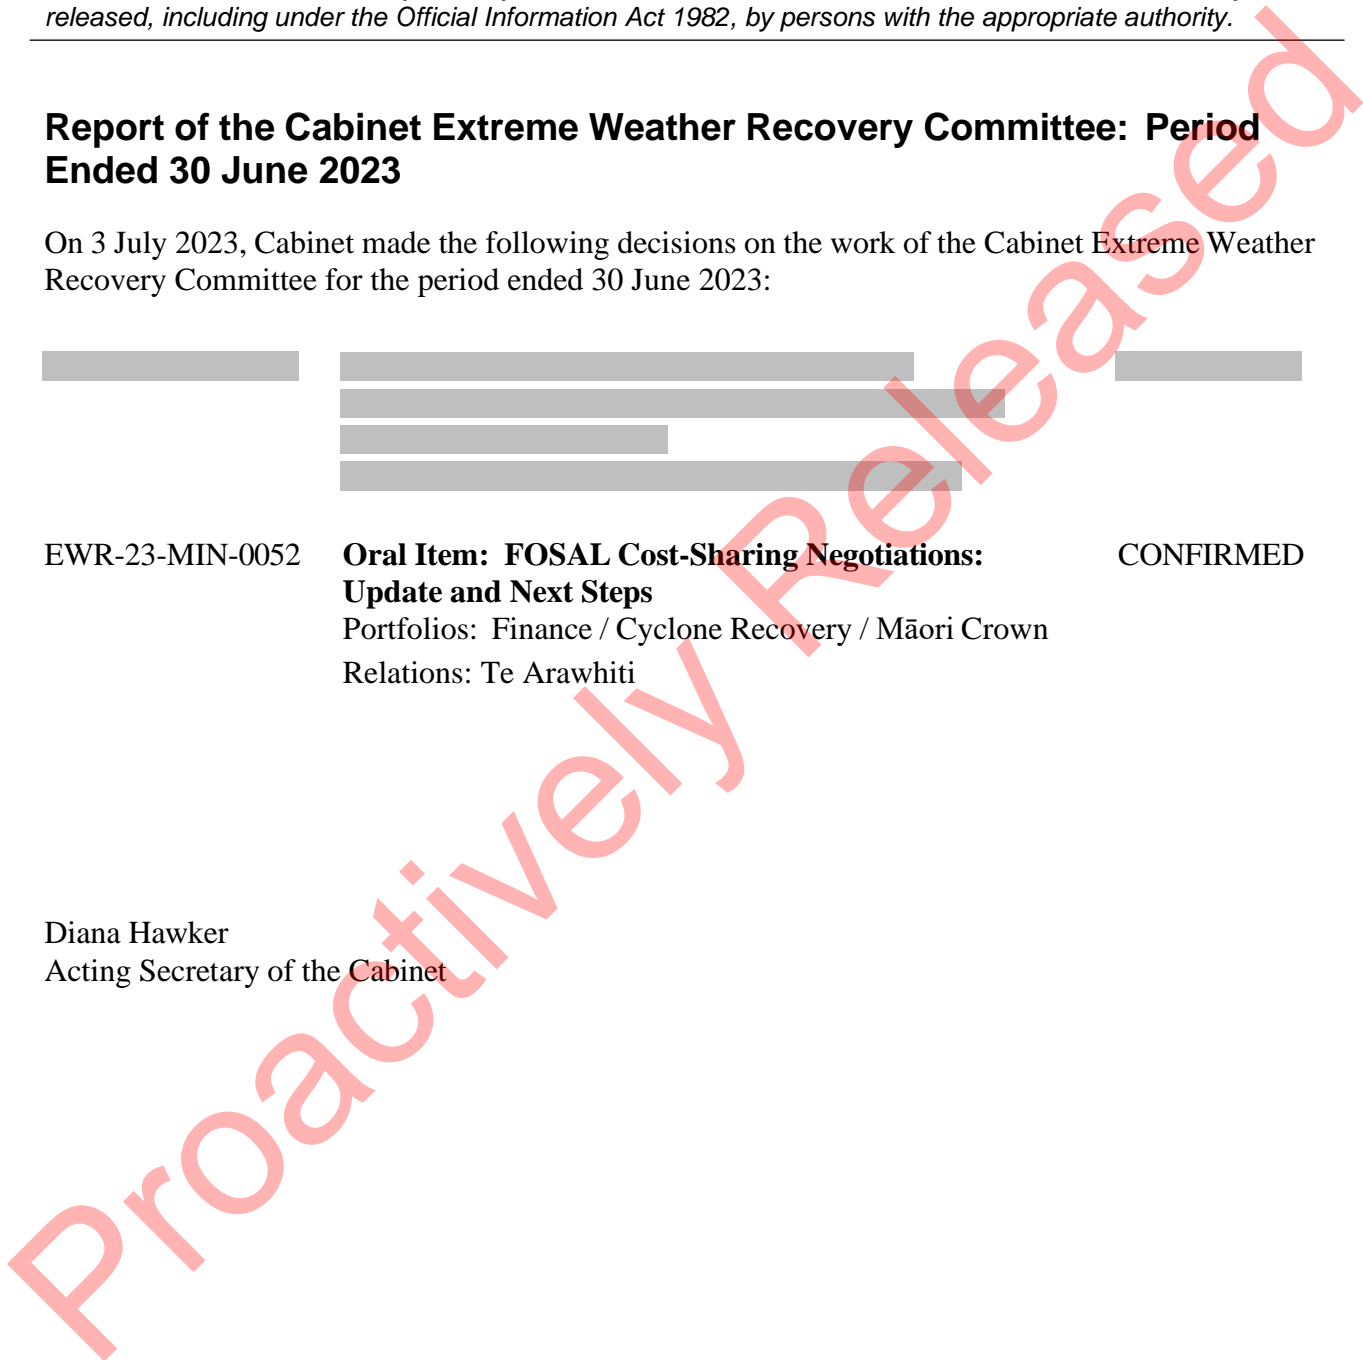 released, including under the Official Information Act 1982, by persons with the appropriate authority.
Report of the Cabinet Extreme Weather Recovery Committee: Period
Ended 30 June 2023
On 3 July 2023, Cabinet made the following decisions on the work of the Cabinet Extreme Weather
Recovery Committee for the period ended 30 June 2023:
EWR-23-MIN-0052 Oral Item: FOSAL Cost-Sharing Negotiations: CONFIRMED
Update and Next Steps
Portfolios: Finance / Cyclone Recovery / Māori Crown
Relations: Te Arawhiti
Diana Hawker
Acting Secretary of the Cabinet
Proactively Released